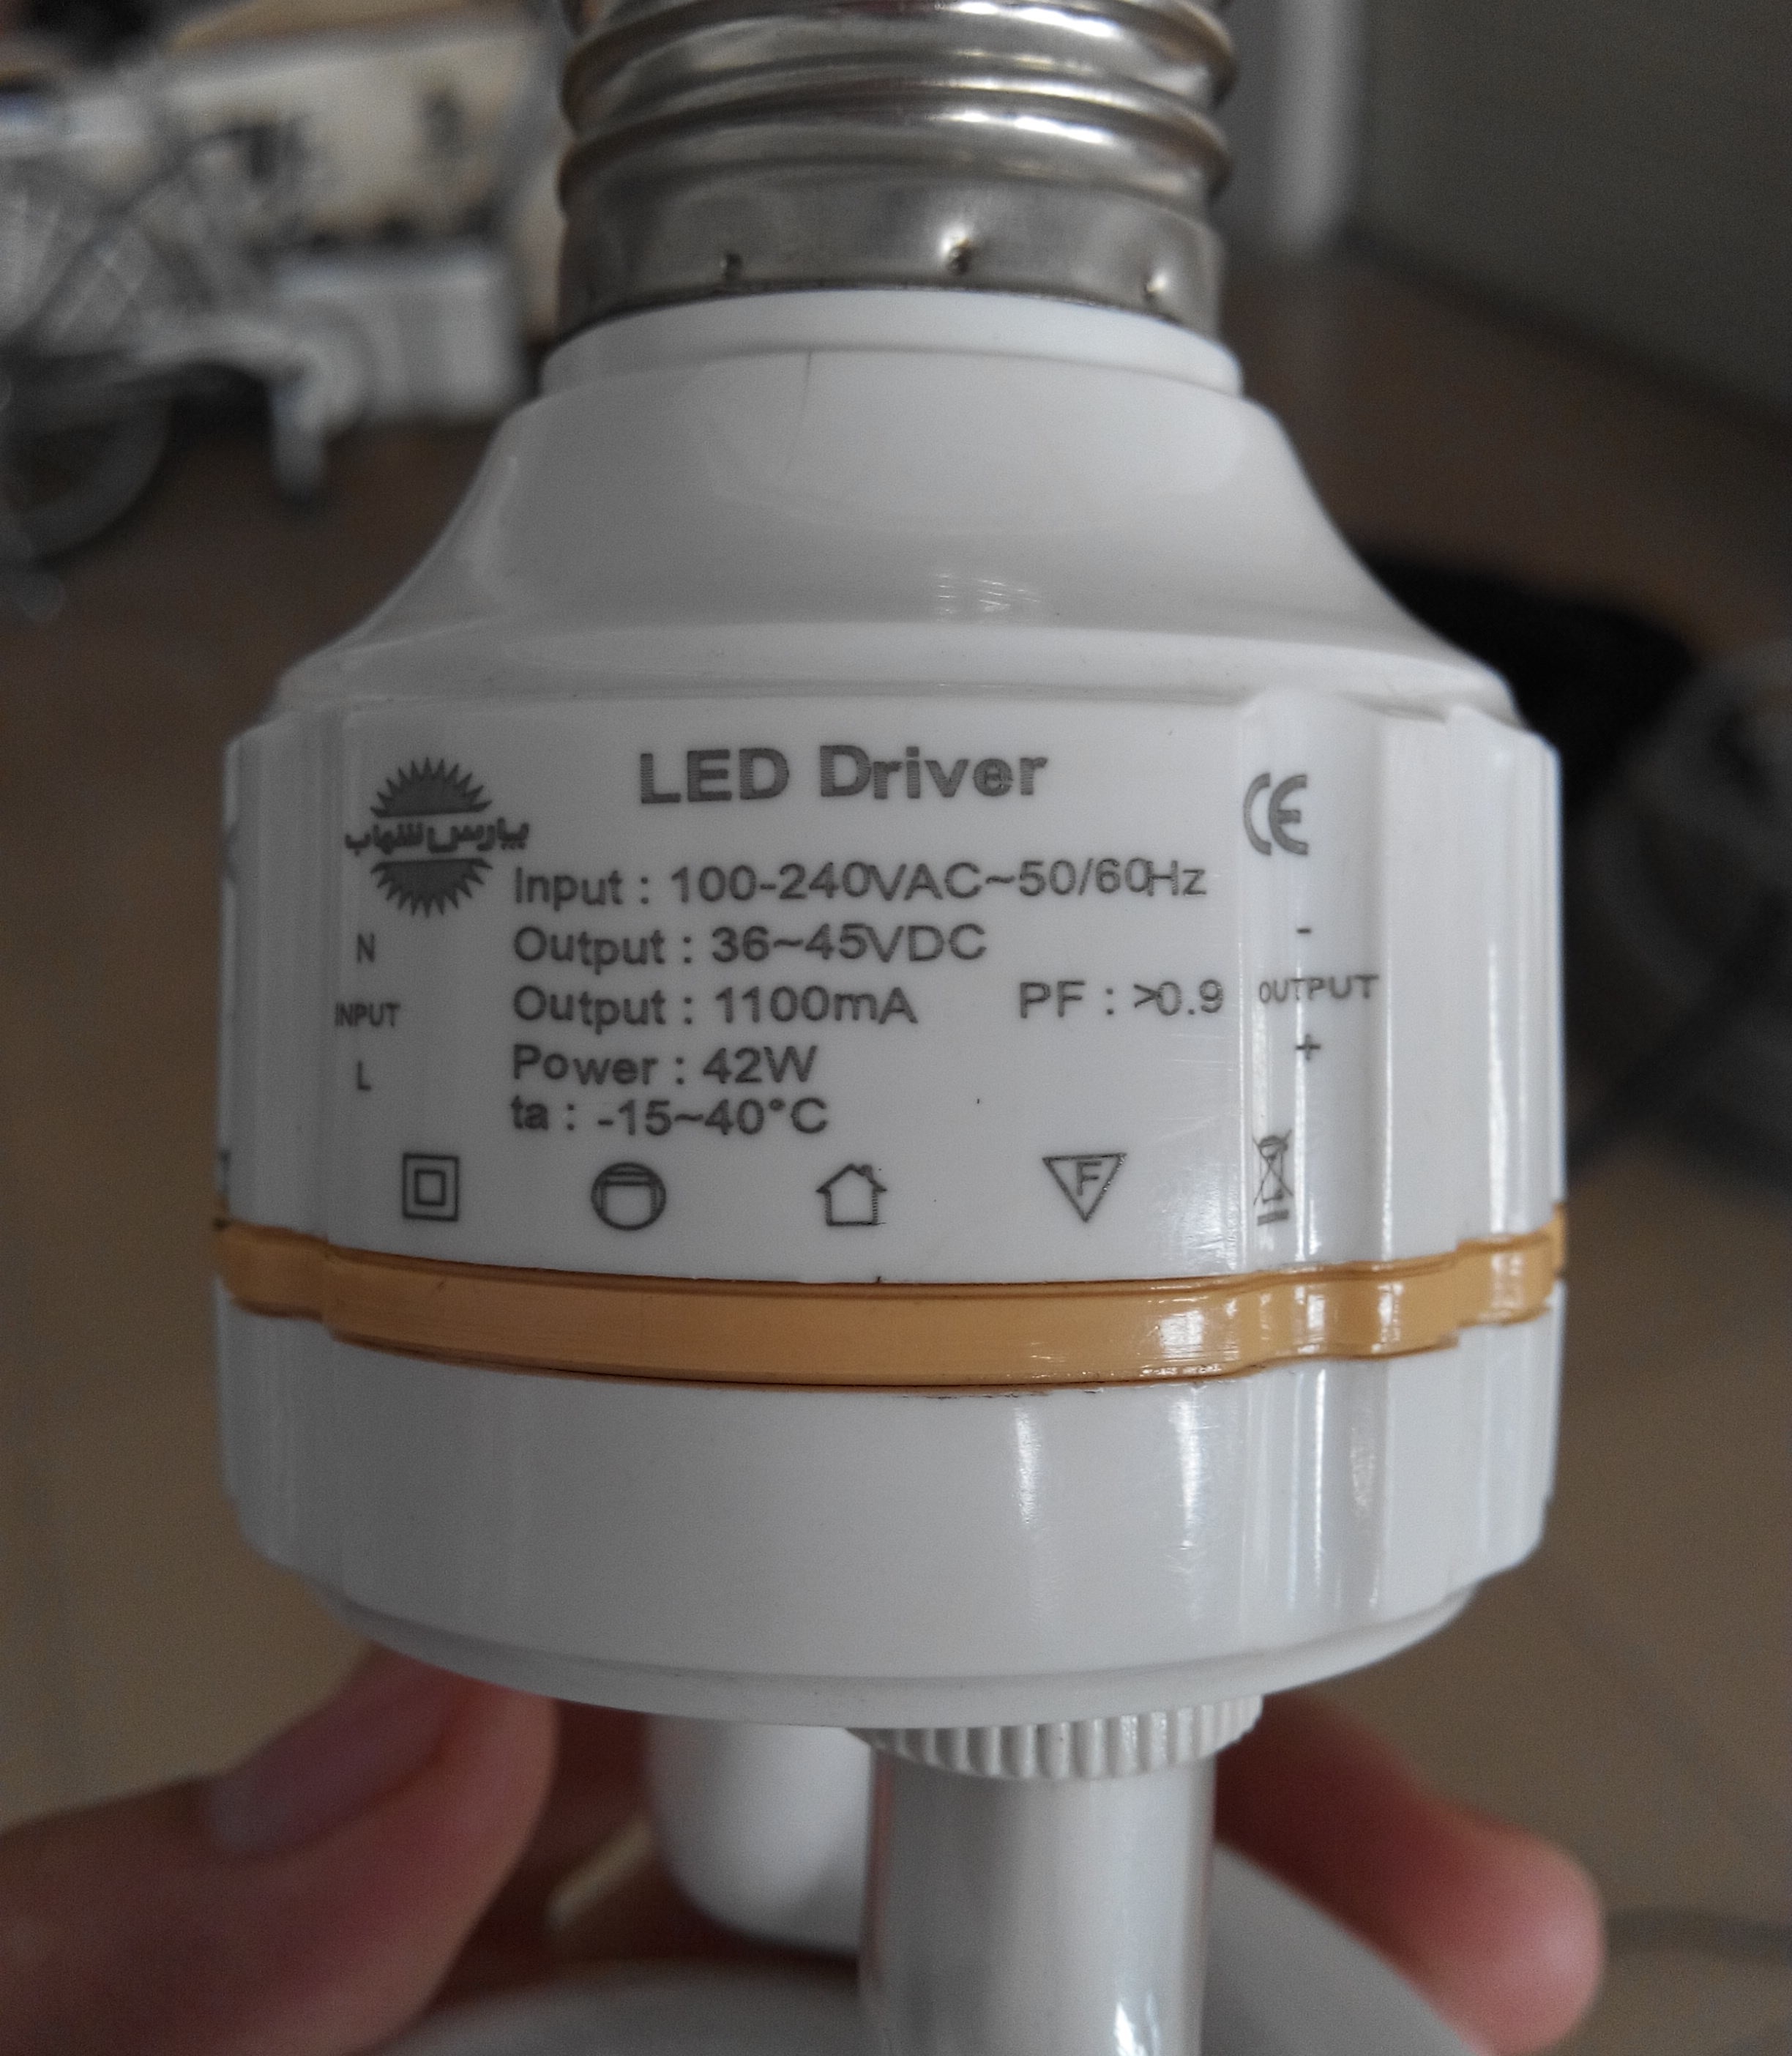 LED Driver
پارس شهاب
CE
Input : 100-240VAC~50/60Hz
N
Output : 36~45VDC
-
INPUT
Output : 1100mA PF : >0.9
OUTPUT
L
Power : 42W
+
ta : -15~40°C
F